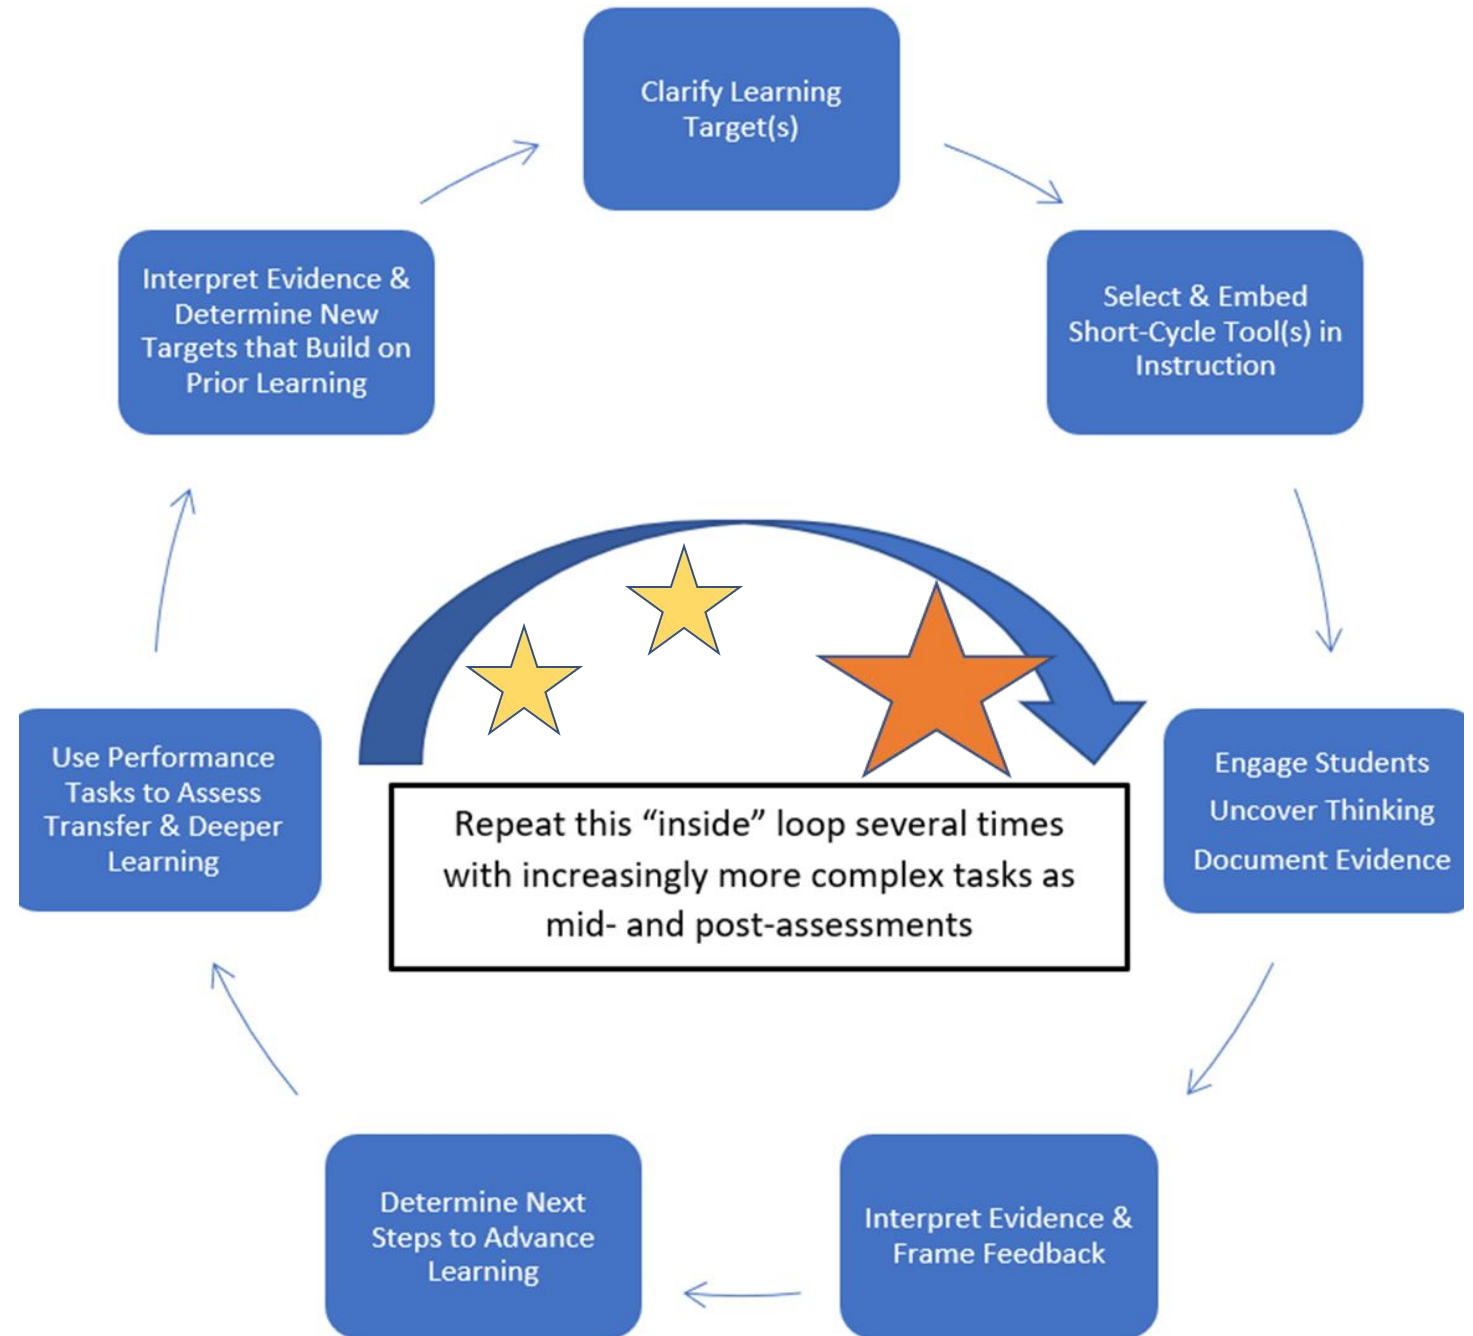 Clarify Learning
Target(s)
Select & Embed
Short-Cycle Tool(s) in
Instruction
Engage Students
Uncover Thinking
Document Evidence
Interpret Evidence &
Frame Feedback
Determine Next
Steps to Advance
Learning
Use Performance
Tasks to Assess
Transfer & Deeper
Learning
Interpret Evidence &
Determine New
Targets that Build on
Prior Learning
Repeat this “inside” loop several times
with increasingly more complex tasks as
mid- and post-assessments